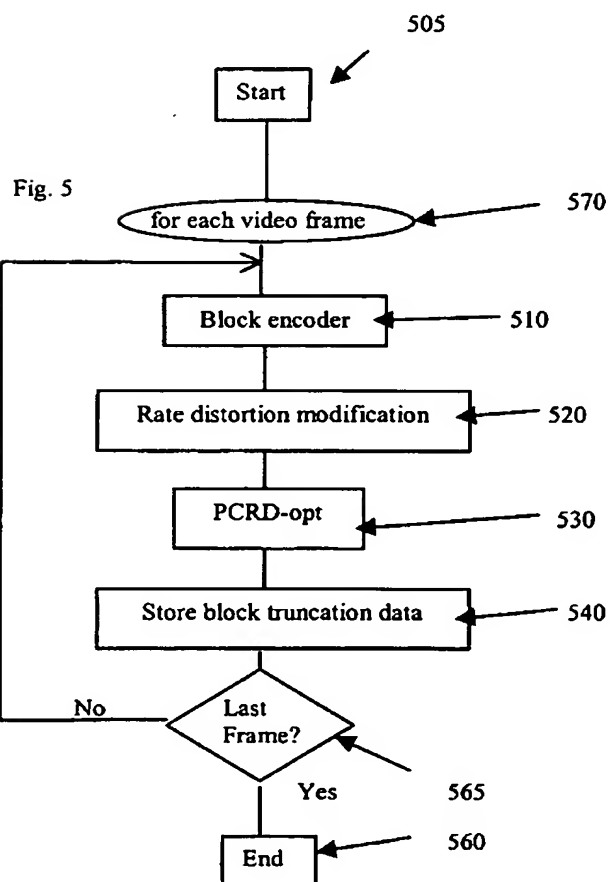 505
Start
Fig. 5
for each video frame
570
Block encoder
510
Rate distortion modification
520
PCRD-opt
530
Store block truncation data
540
No
Last
Frame?
Yes
565
560
End